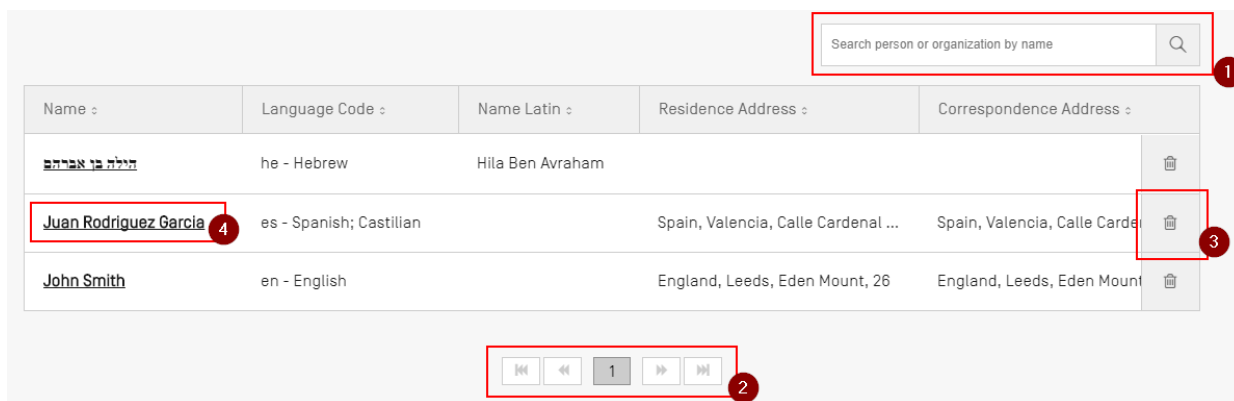 Search person or organization by name
1
Name Language Code Name Latin Residence Address Correspondence Address
הילה בן אברהם he - Hebrew Hila Ben Avraham
Juan Rodriguez Garcia 4 es - Spanish; Castilian Spain, Valencia, Calle Cardenal ... Spain, Valencia, Calle Carde 3
John Smith en - English England, Leeds, Eden Mount, 26 England, Leeds, Eden Mount
1 2